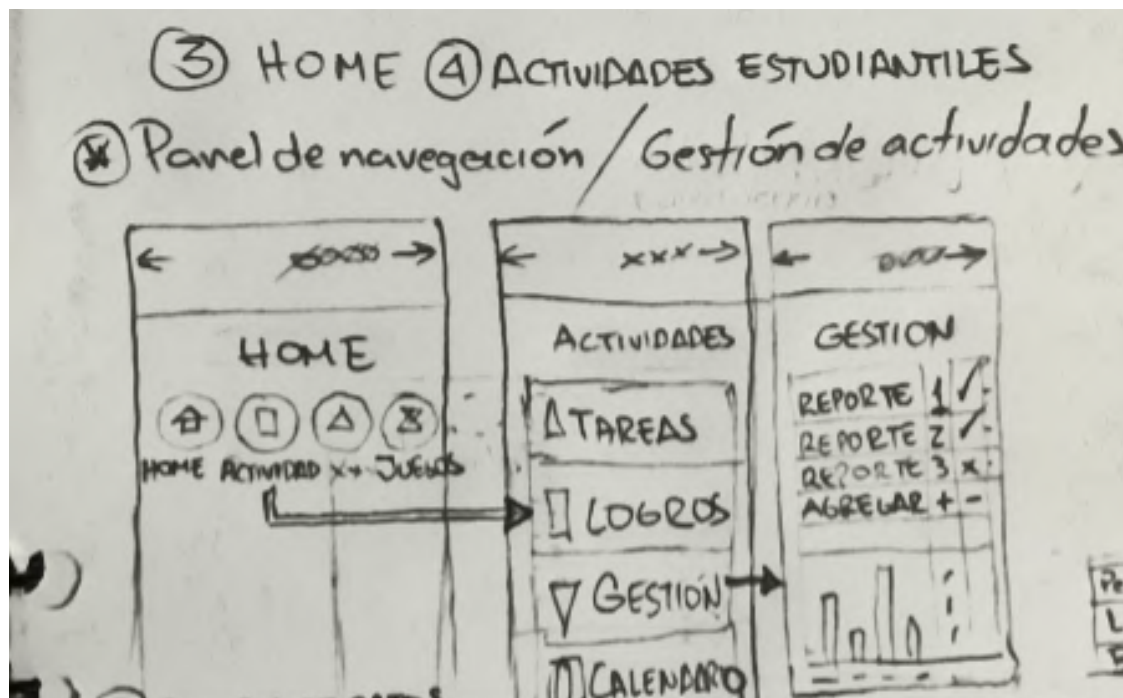 ③ HOME ④ ACTIVIDADES ESTUDIANTILES
Panel de navegación / Gestión de actividades
HOME
HOME ACTIVIDAD X+ JUEGOS
xxx
ACTIVIDADES
TAREAS
LOGROS
GESTIÓN
CALENDARIO
GESTION
REPORTE 1 ✓
REPORTE 2 ✓
REPORTE 3 x
AGREGAR + -